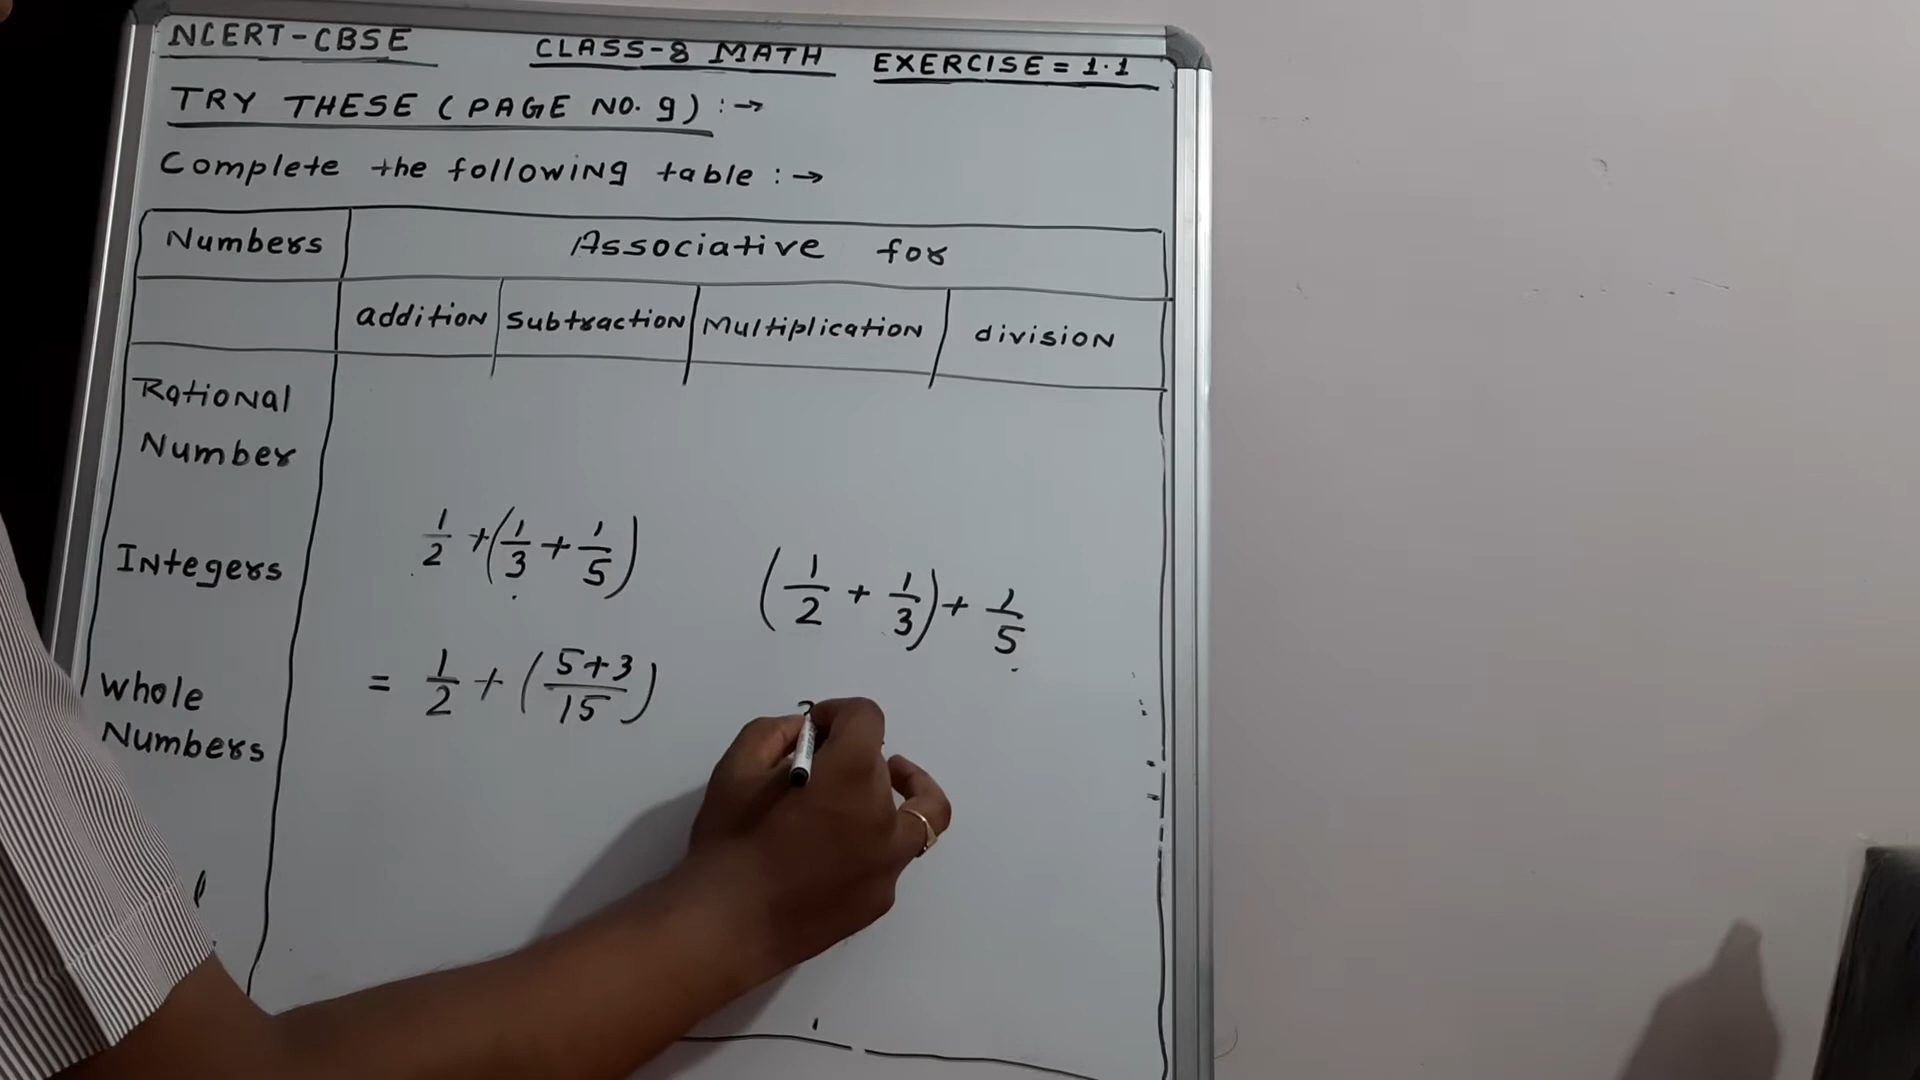 NCERT-CBSE CLASS-8 MATH EXERCISE = 1.1
TRY THESE (PAGE NO. 9) :→
Complete the following table :→
Numbers Associative for
addition Subtraction Multiplication division
Rational
Number
Integers
Whole
Numbers
1/2 + (1/3 + 1/5)
= 1/2 + (5+3/15)
(1/2 + 1/3) + 1/5